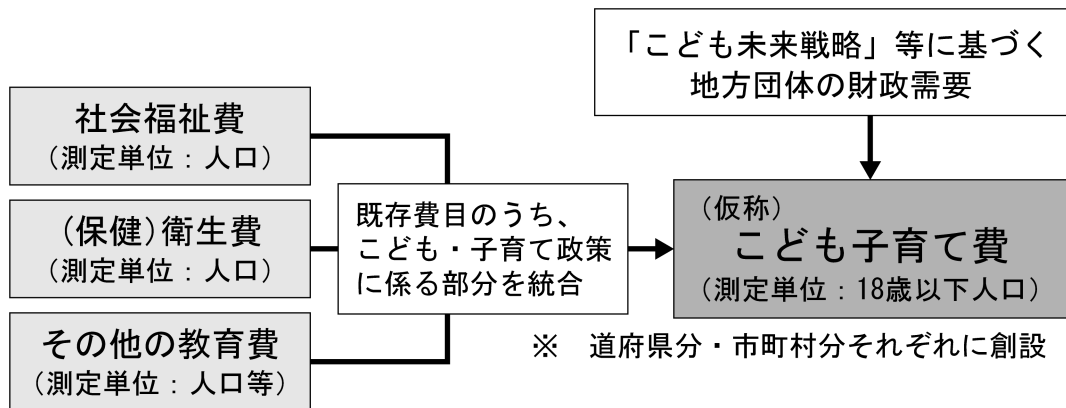 「こども未来戦略」等に基づく
地方団体の財政需要
社会福祉費
（測定単位：人口）
（保健）衛生費
（測定単位：人口）
その他の教育費
（測定単位：人口等）
既存費目のうち、
こども・子育て政策
に係る部分を統合
（仮称）
こども子育て費
（測定単位：18歳以下人口）
※　道府県分・市町村分それぞれに創設